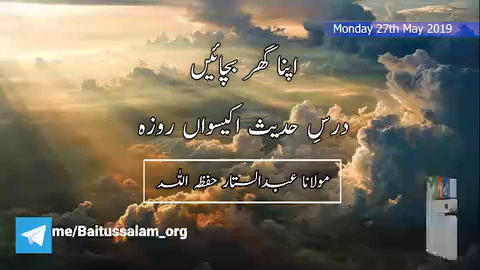 Monday 27th May 2019
اپنا گھر بچائیں
درسِ حدیث اکیسواں روزہ
مولانا عبدالستار حفظہ اللہ
me/Baitussalam_org